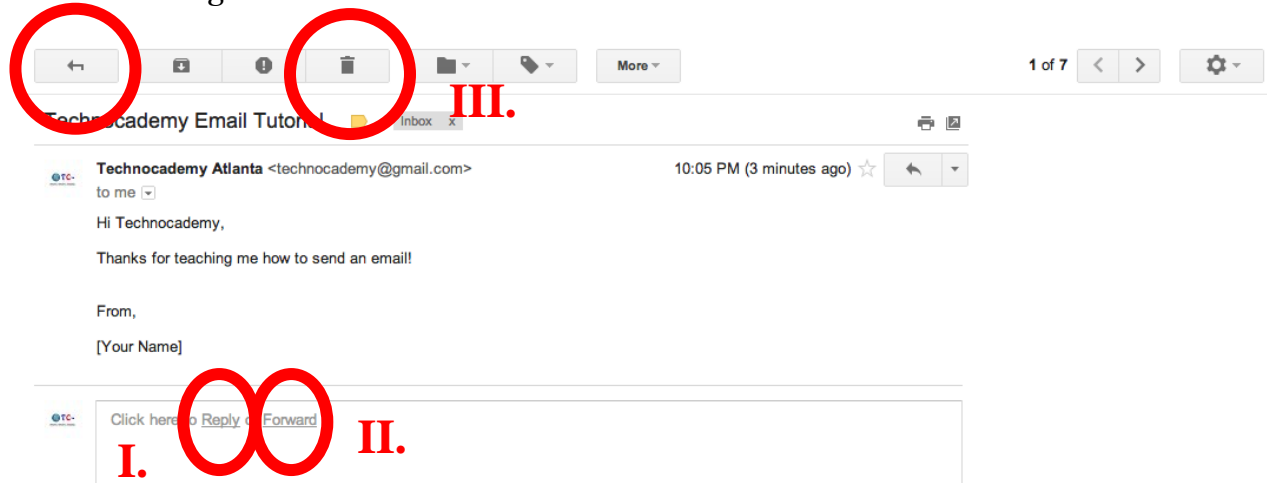 More
1 of 7
III.
Technocademy Email Tutorial
Inbox x
Technocademy Atlanta <technocademy@gmail.com>
10:05 PM (3 minutes ago)
to me
Hi Technocademy,
Thanks for teaching me how to send an email!
From,
[Your Name]
Click here to Reply or Forward
I.
II.